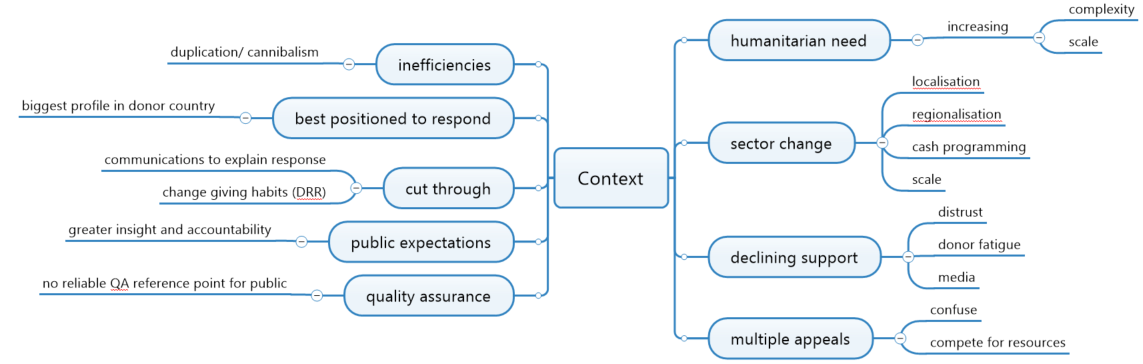 Context
humanitarian need
increasing
complexity
scale
sector change
localisation
regionalisation
cash programming
scale
declining support
distrust
donor fatigue
media
multiple appeals
confuse
compete for resources
inefficiencies
duplication/ cannibalism
best positioned to respond
biggest profile in donor country
cut through
communications to explain response
change giving habits (DRR)
public expectations
greater insight and accountability
quality assurance
no reliable QA reference point for public